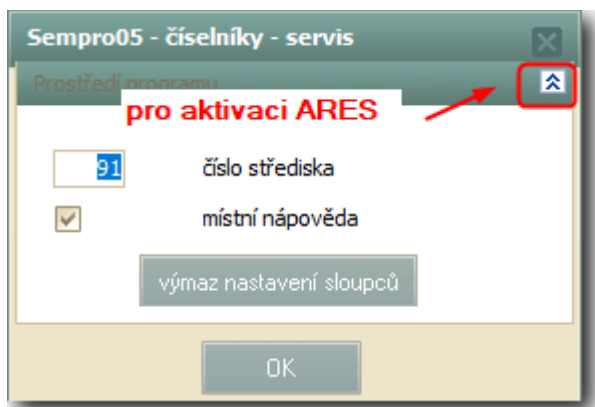 Sempro05 - číselníky - servis
Prostředí programu
pro aktivaci ARES
91 číslo střediska
místní nápověda
výmaz nastavení sloupců
OK